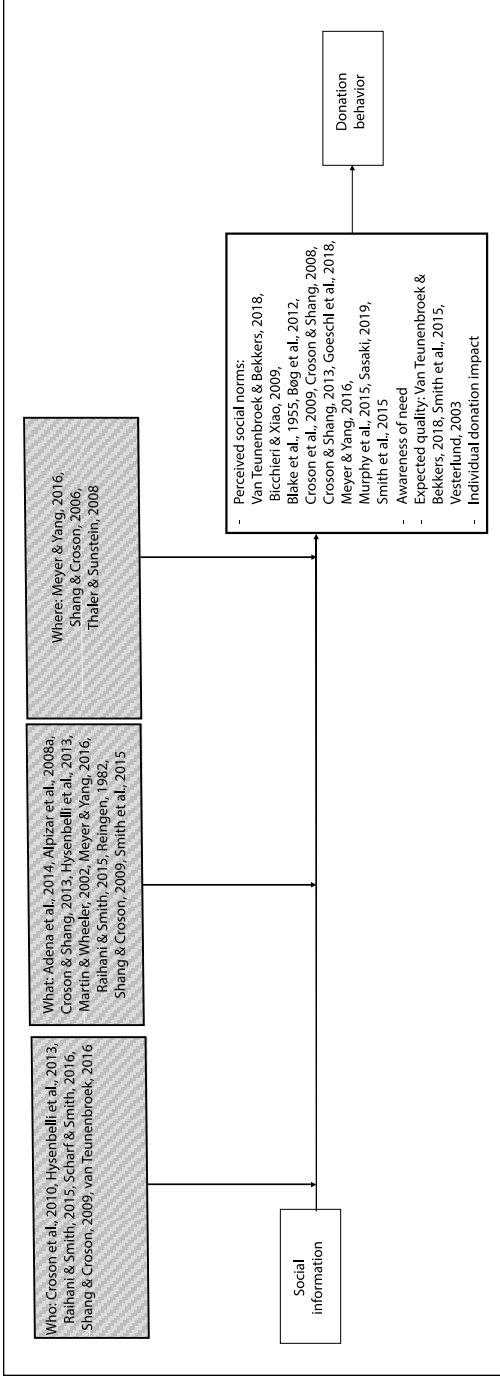 Who: Croson et al., 2010, Hysenbelli et al., 2013,
Raihani & Smith, 2015, Scharf & Smith, 2016,
Shang & Croson, 2009, van Teunenbroek, 2016
What: Adena et al., 2014, Alpizar et al., 2008a,
Croson & Shang, 2013, Hysenbelli et al., 2013,
Martin & Wheeler, 2002, Meyer & Yang, 2016,
Raihani & Smith, 2015, Reingen, 1982,
Shang & Croson, 2009, Smith et al., 2015
Where: Meyer & Yang, 2016,
Shang & Croson, 2006,
Thaler & Sunstein, 2008
Social
information
- Perceived social norms:
Van Teunenbroek & Bekkers, 2018,
Bicchieri & Xiao, 2009,
Blake et al., 1955, Bøg et al., 2012,
Croson et al., 2009, Croson & Shang, 2008,
Croson & Shang, 2013, Goeschl et al., 2018,
Meyer & Yang, 2016,
Murphy et al., 2015, Sasaki, 2019,
Smith et al., 2015
- Awareness of need
- Expected quality: Van Teunenbroek &
Bekkers, 2018, Smith et al., 2015,
Vesterlund, 2003
- Individual donation impact
Donation
behavior